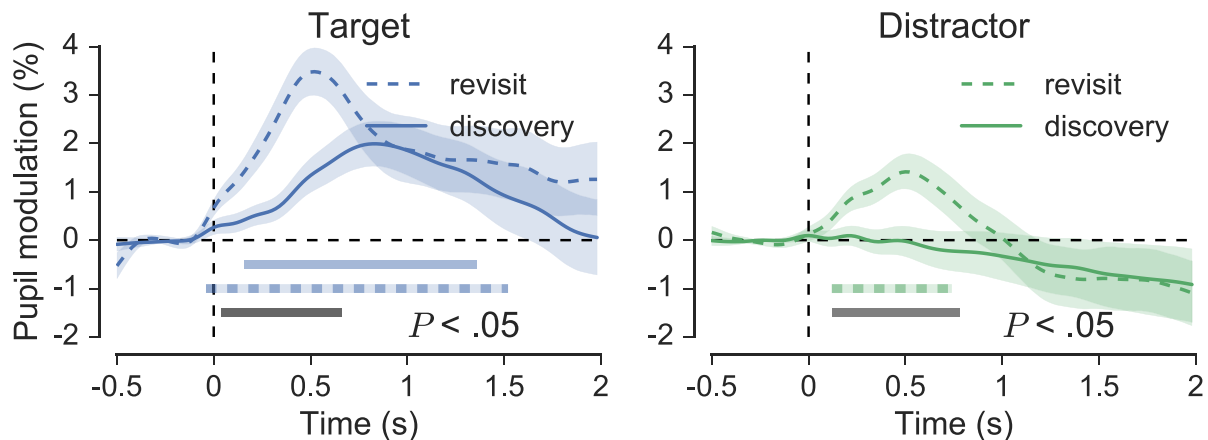 Target
Pupil modulation (%)
4
3
2
1
0
-1
-2
revisit
discovery
P < .05
-0.5
0
0.5
1
1.5
2
Time (s)
Distractor
4
3
2
1
0
-1
-2
revisit
discovery
P < .05
-0.5
0
0.5
1
1.5
2
Time (s)